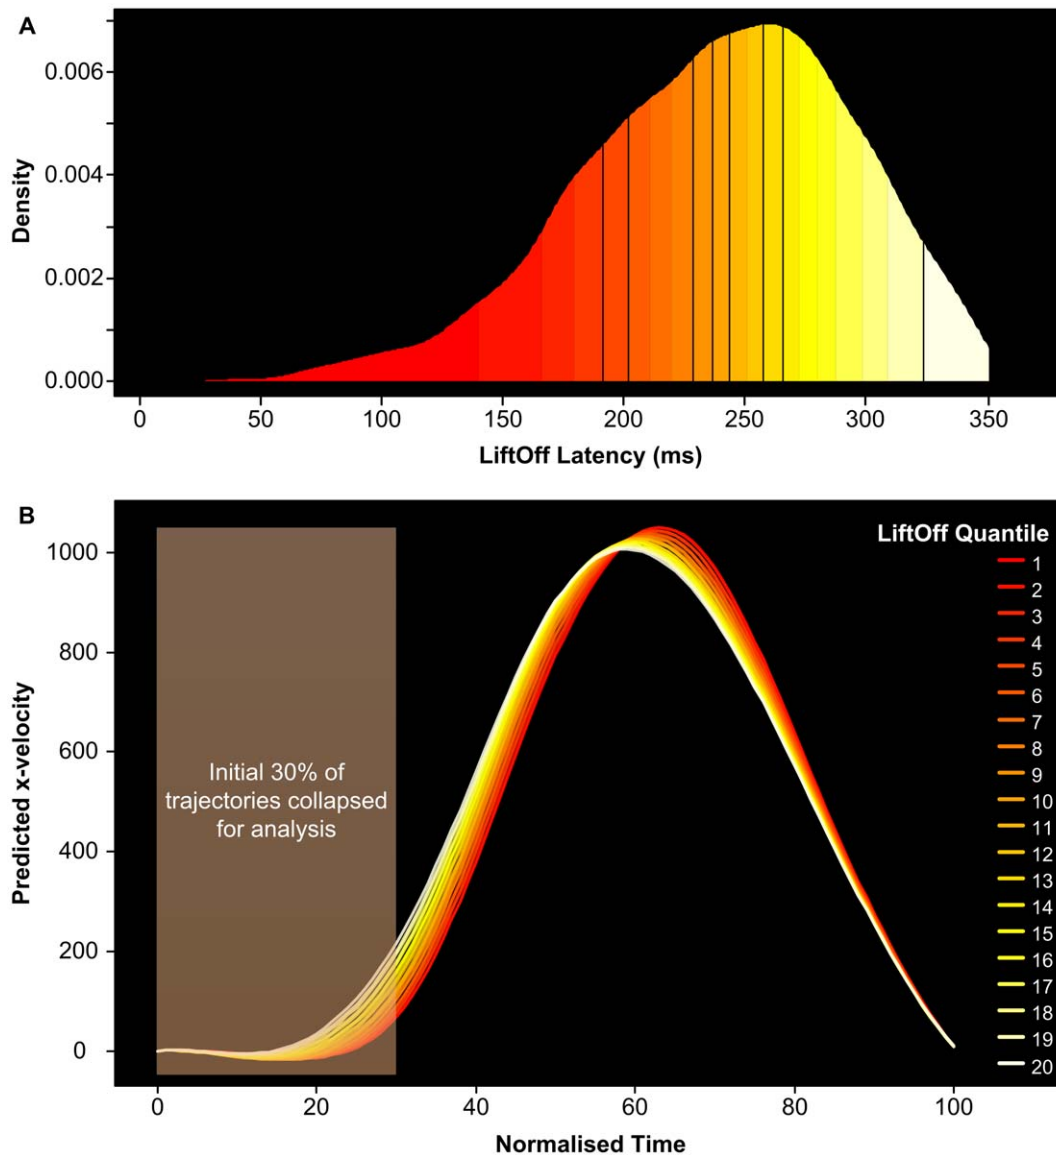 A
0.006
0.004
0.002
0.000
Density
0 50 100 150 200 250 300 350
LiftOff Latency (ms)
B
1000
800
600
400
200
0
Predicted x-velocity
Initial 30% of
trajectories collapsed
for analysis
LiftOff Quantile
1
2
3
4
5
6
7
8
9
10
11
12
13
14
15
16
17
18
19
20
0 20 40 60 80 100
Normalised Time